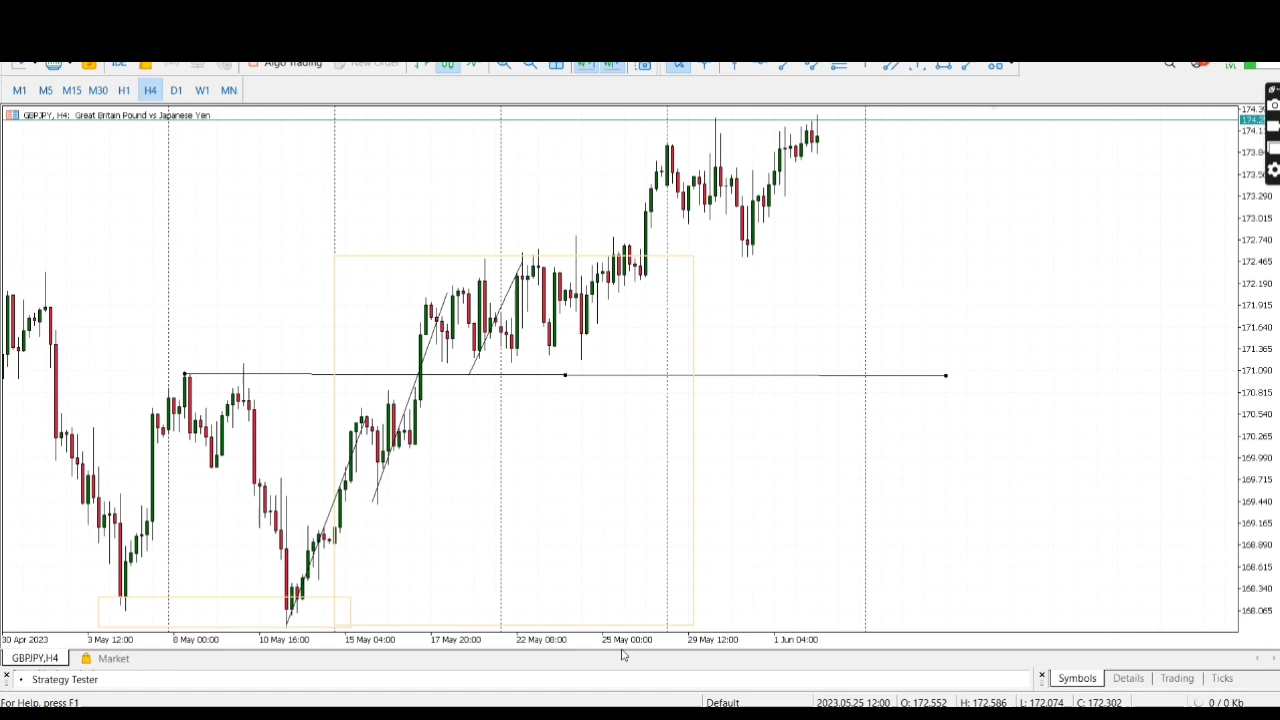 Algo Trading New Order
M1 M5 M15 M30 H1 H4 D1 W1 MN
GBPJPY, H4: Great Britain Pound vs Japanese Yen
173.290
173.015
172.740
172.465
172.190
171.915
171.640
171.365
171.090
170.815
170.540
170.265
169.990
169.715
169.440
169.165
168.890
168.615
168.340
168.065
30 Apr 2023 3 May 12:00 8 May 00:00 10 May 16:00 15 May 04:00 17 May 20:00 22 May 08:00 25 May 00:00 29 May 12:00 1 Jun 04:00
GBPJPY,H4 Market
Strategy Tester Symbols Details Trading Ticks
For Help, press F1 Default 2023.05.25 12:00 O: 172.552 H: 172.586 L: 172.074 C: 172.302 0 / 0 Kb